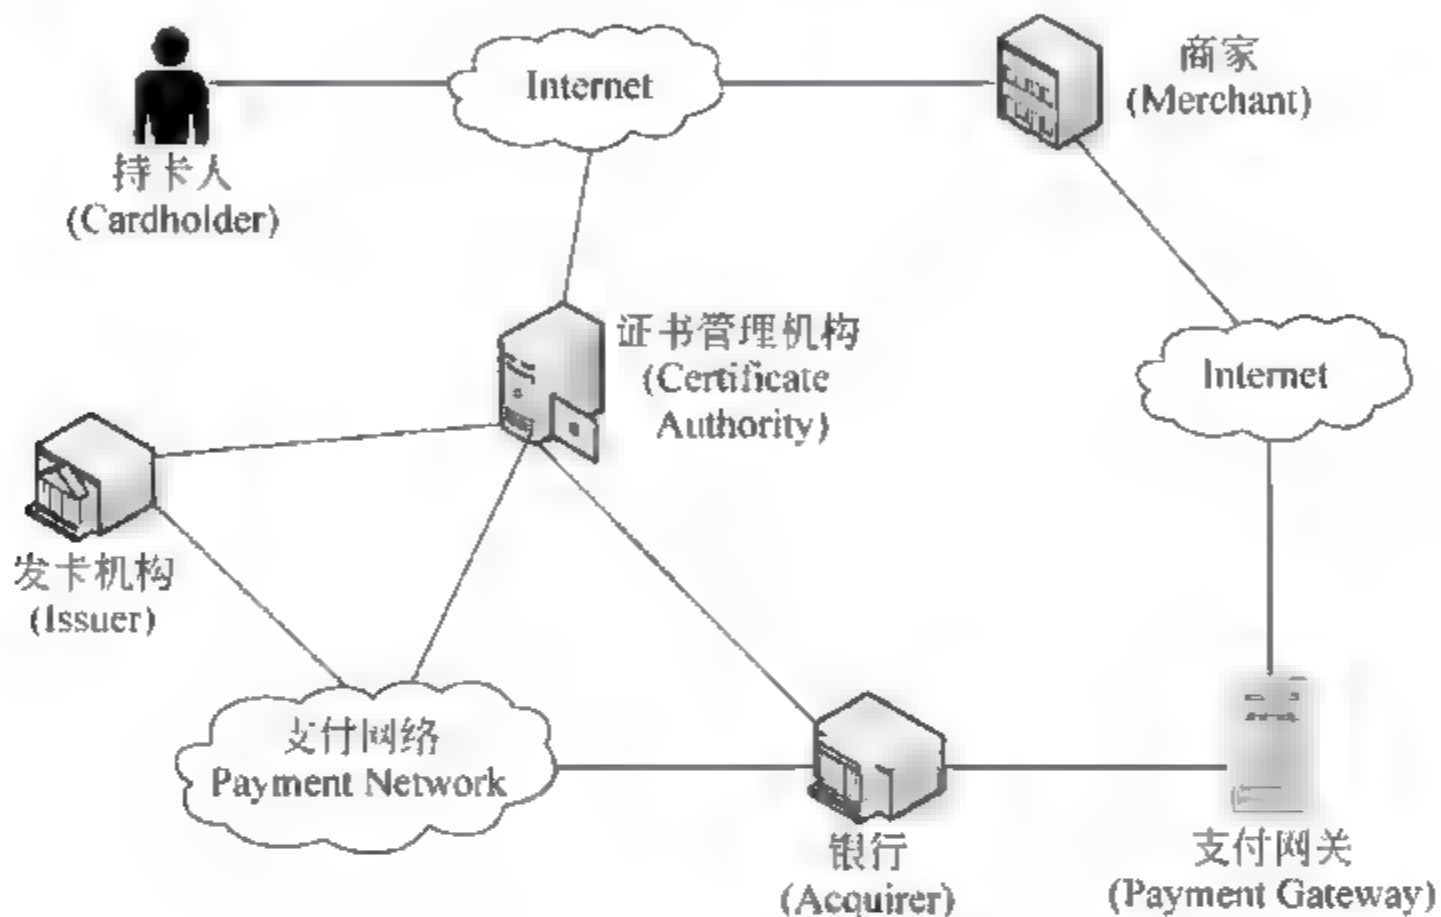 Internet
商家
(Merchant)
持卡人
(Cardholder)
证书管理机构
(Certificate
Authority)
Internet
发卡机构
(Issuer)
支付网络
Payment Network
银行
(Acquirer)
支付网关
(Payment Gateway)